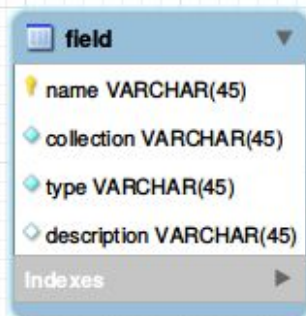 field
name VARCHAR(45)
collection VARCHAR(45)
type VARCHAR(45)
description VARCHAR(45)
Indexes